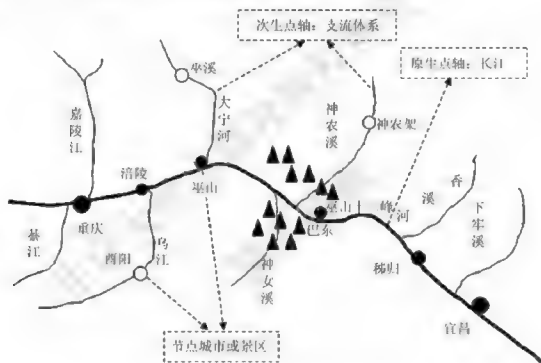 次生点轴：支流体系
原生点轴：长江
巫溪
大宁河
神农溪
神农架
嘉陵江
涪陵
巫山
巫山
峰
河
溪
香
下牢溪
重庆
綦江
酉阳
乌江
巴东
神女溪
秭归
宜昌
节点城市或景区